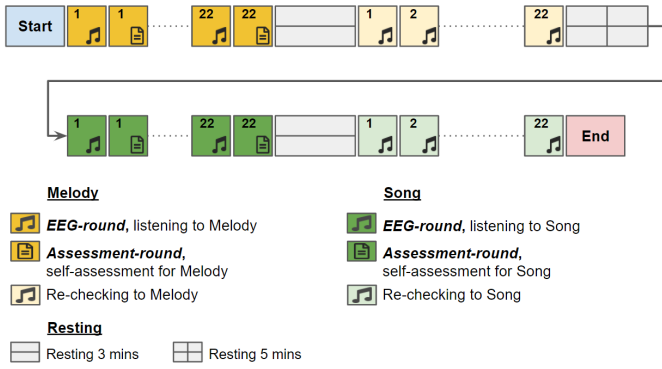 Start 1 1 22 22 1 2 22
1 1 22 22 1 2 22 End
Melody
EEG-round, listening to Melody
Assessment-round,
self-assessment for Melody
Re-checking to Melody
Song
EEG-round, listening to Song
Assessment-round,
self-assessment for Song
Re-checking to Song
Resting
Resting 3 mins
Resting 5 mins